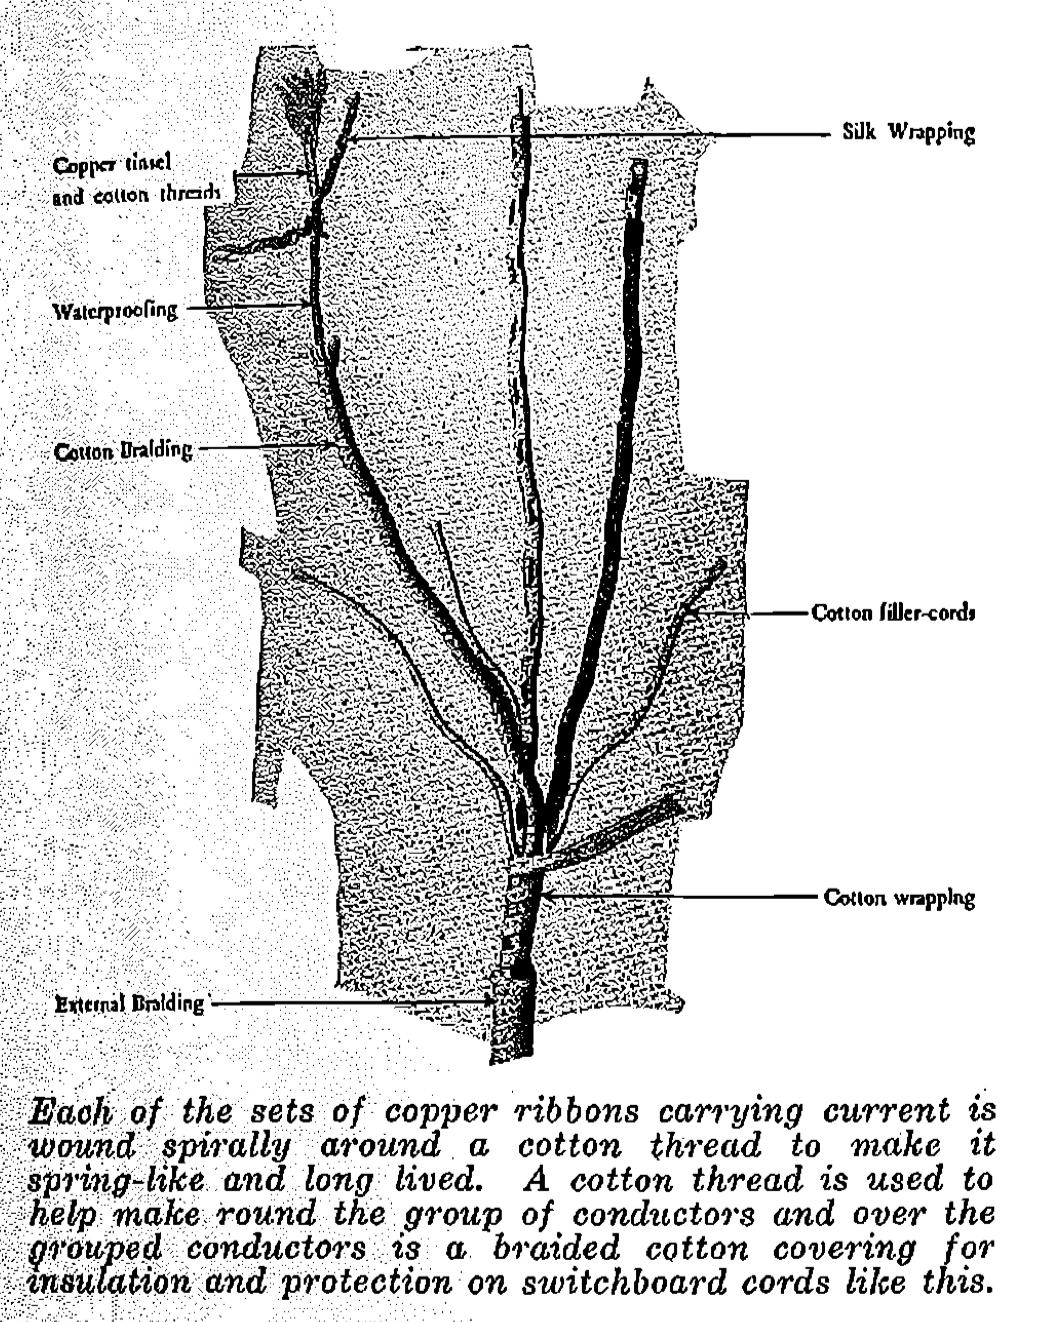 Silk Wrapping
Copper tinsel
and cotton threads
Waterproofing
Cotton Braiding
Cotton filler-cords
Cotton wrapping
External Braiding
Each of the sets of copper ribbons carrying current is
wound spirally around a cotton thread to make it
spring-like and long lived. A cotton thread is used to
help make round the group of conductors and over the
grouped conductors is a braided cotton covering for
insulation and protection on switchboard cords like this.